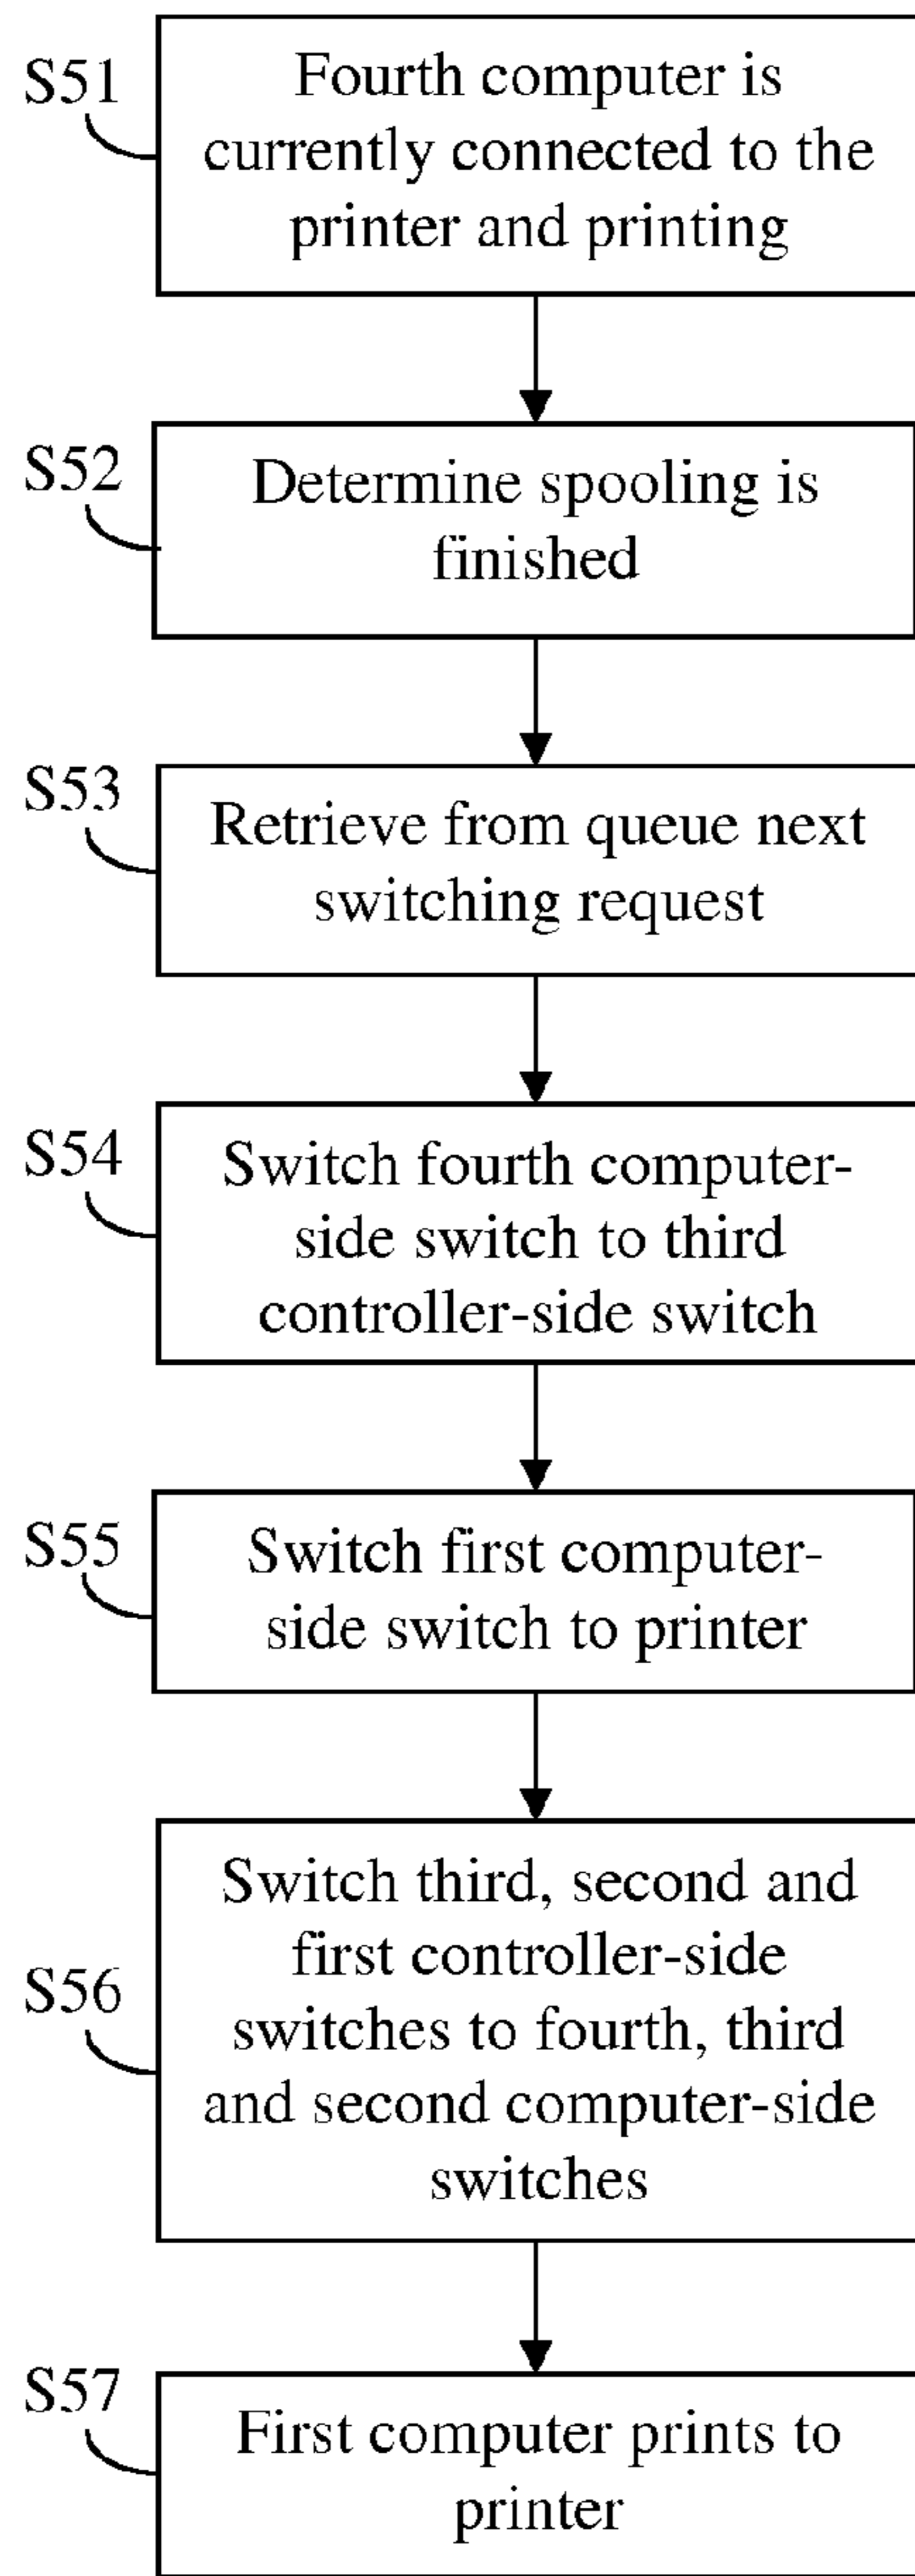 S51
Fourth computer is
currently connected to the
printer and printing
S52
Determine spooling is
finished
S53
Retrieve from queue next
switching request
S54
Switch fourth computer-
side switch to third
controller-side switch
S55
Switch first computer-
side switch to printer
S56
Switch third, second and
first controller-side
switches to fourth, third
and second computer-side
switches
S57
First computer prints to
printer